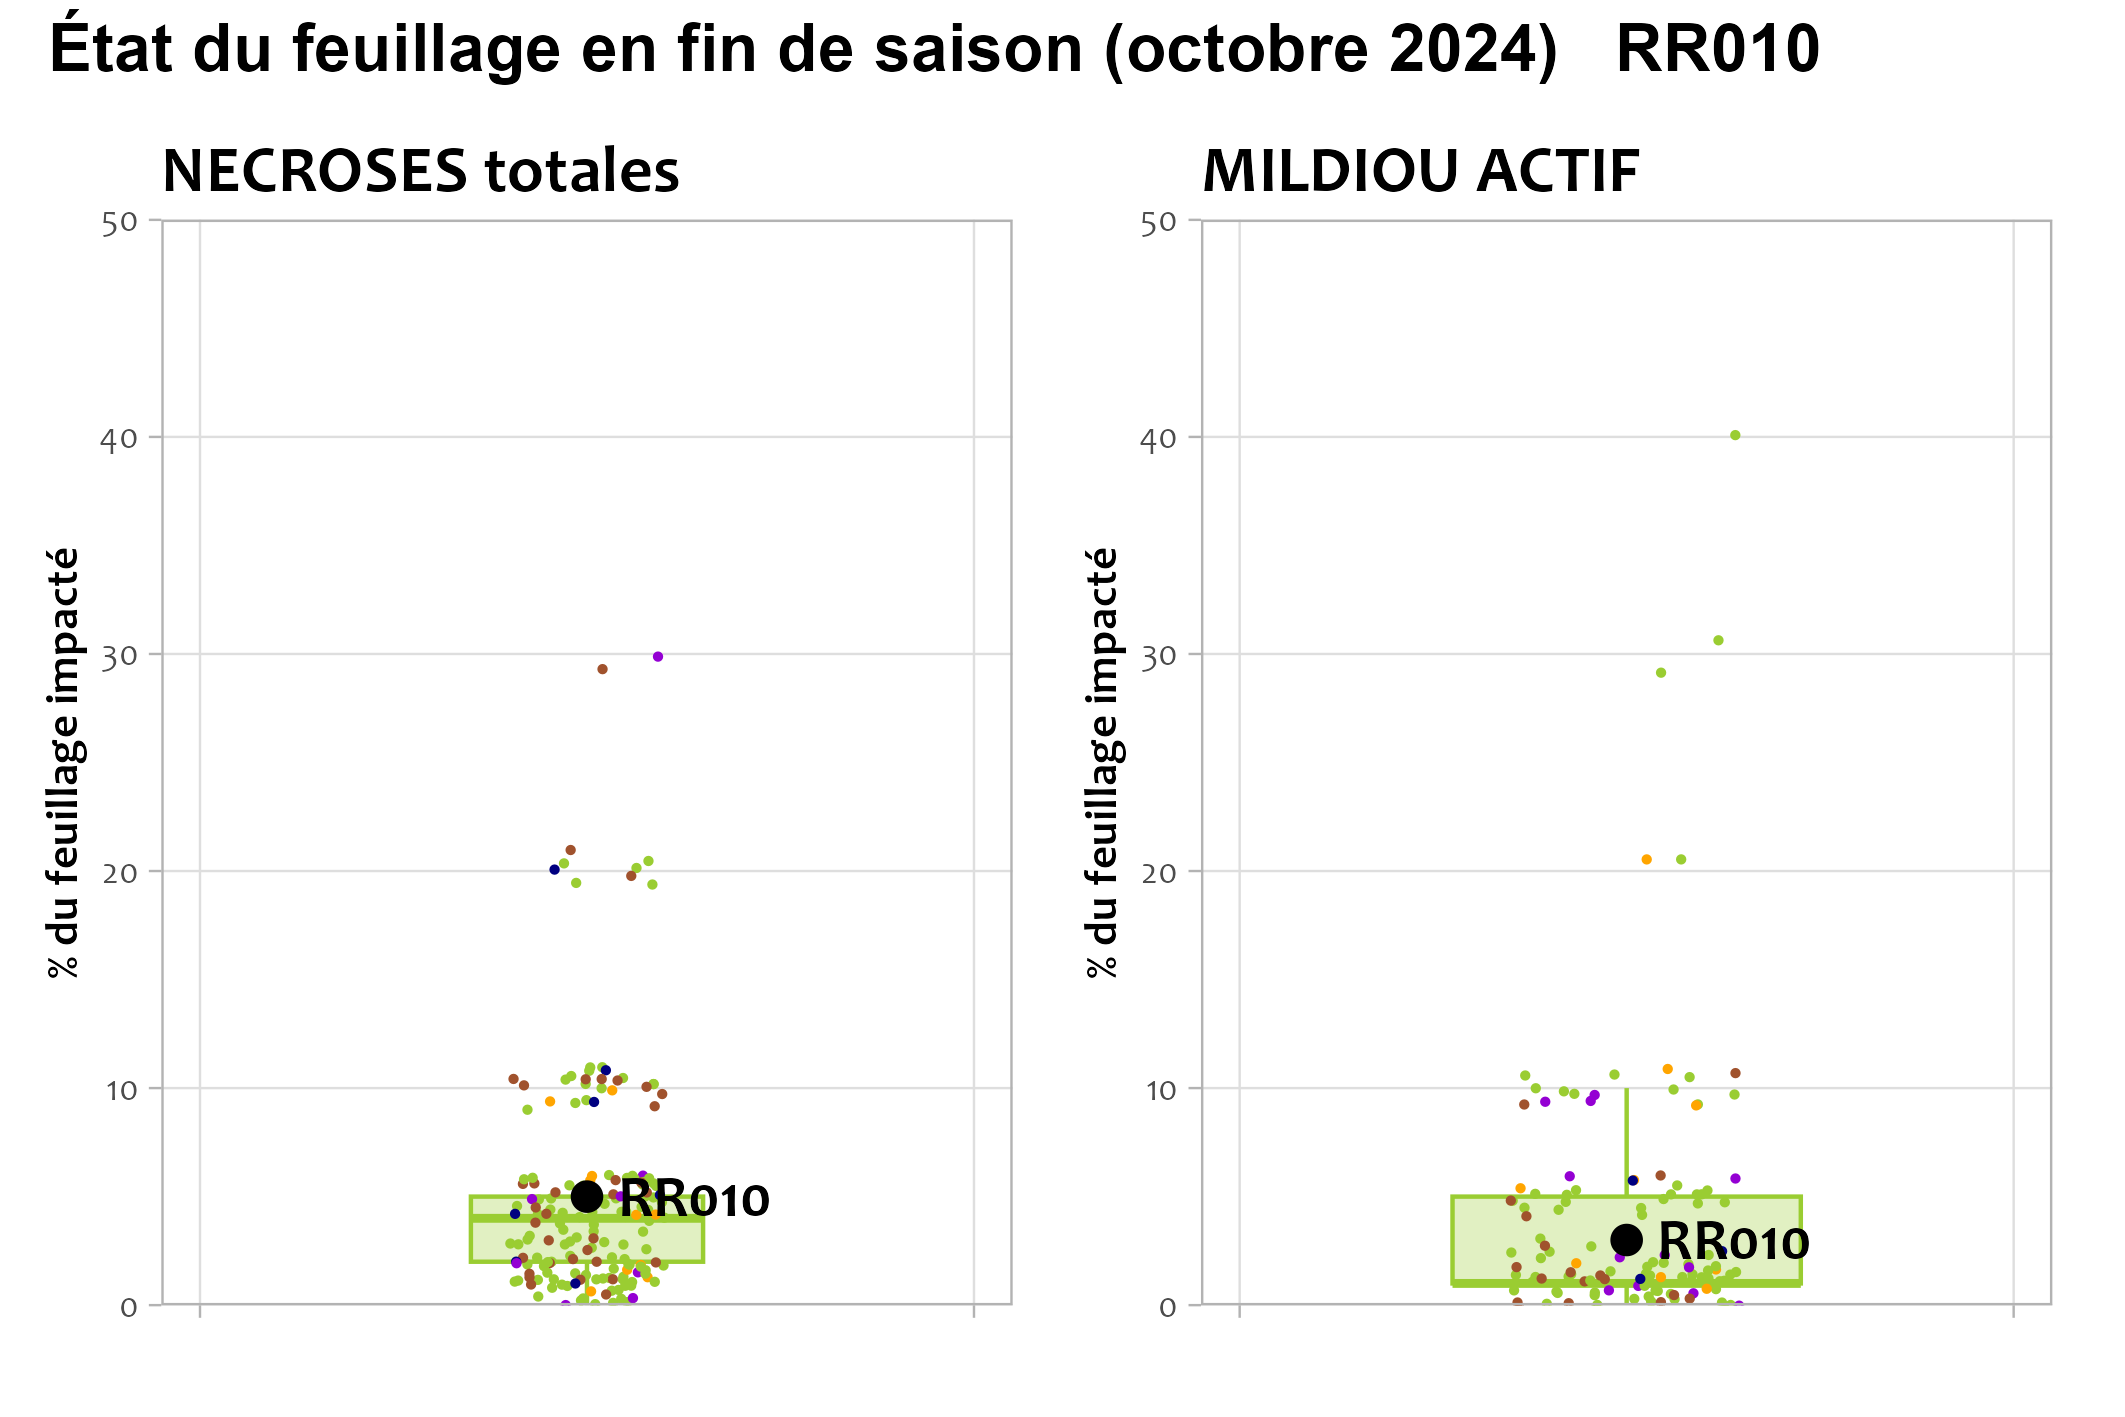 État du feuillage en fin de saison (octobre 2024) RR010
NECROSES totales
MILDIOU ACTIF
% du feuillage impacté
50
40
30
20
10
0
RR010
% du feuillage impacté
50
40
30
20
10
0
RR010